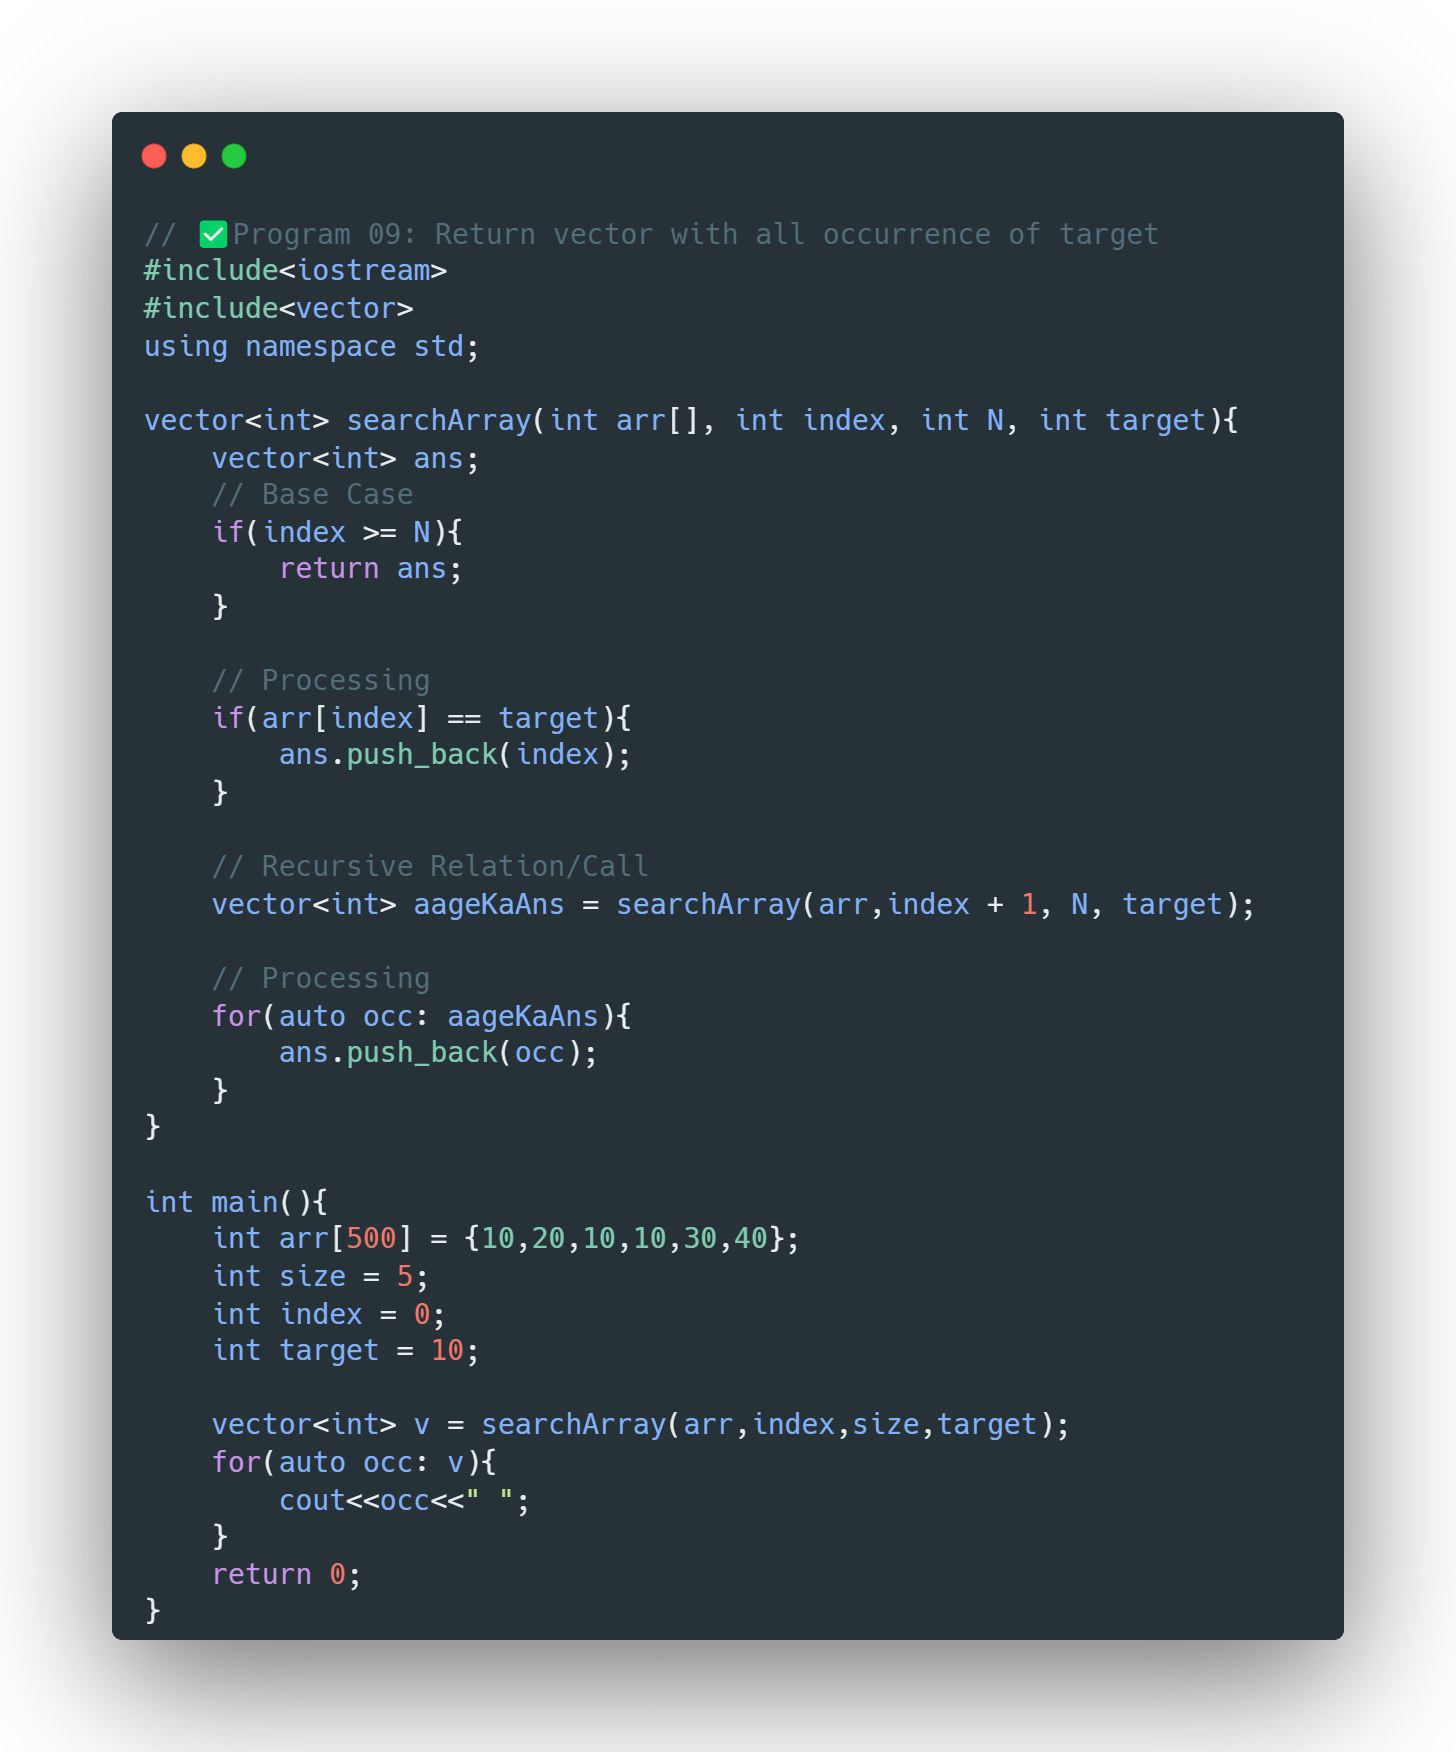 // ✅Program 09: Return vector with all occurrence of target
#include<iostream>
#include<vector>
using namespace std;

vector<int> searchArray(int arr[], int index, int N, int target){
    vector<int> ans;
    // Base Case
    if(index >= N){
        return ans;
    }

    // Processing
    if(arr[index] == target){
        ans.push_back(index);
    }

    // Recursive Relation/Call
    vector<int> aageKaAns = searchArray(arr,index + 1, N, target);

    // Processing
    for(auto occ: aageKaAns){
        ans.push_back(occ);
    }
}

int main(){
    int arr[500] = {10,20,10,10,30,40};
    int size = 5;
    int index = 0;
    int target = 10;

    vector<int> v = searchArray(arr,index,size,target);
    for(auto occ: v){
        cout<<occ<<" ";
    }
    return 0;
}